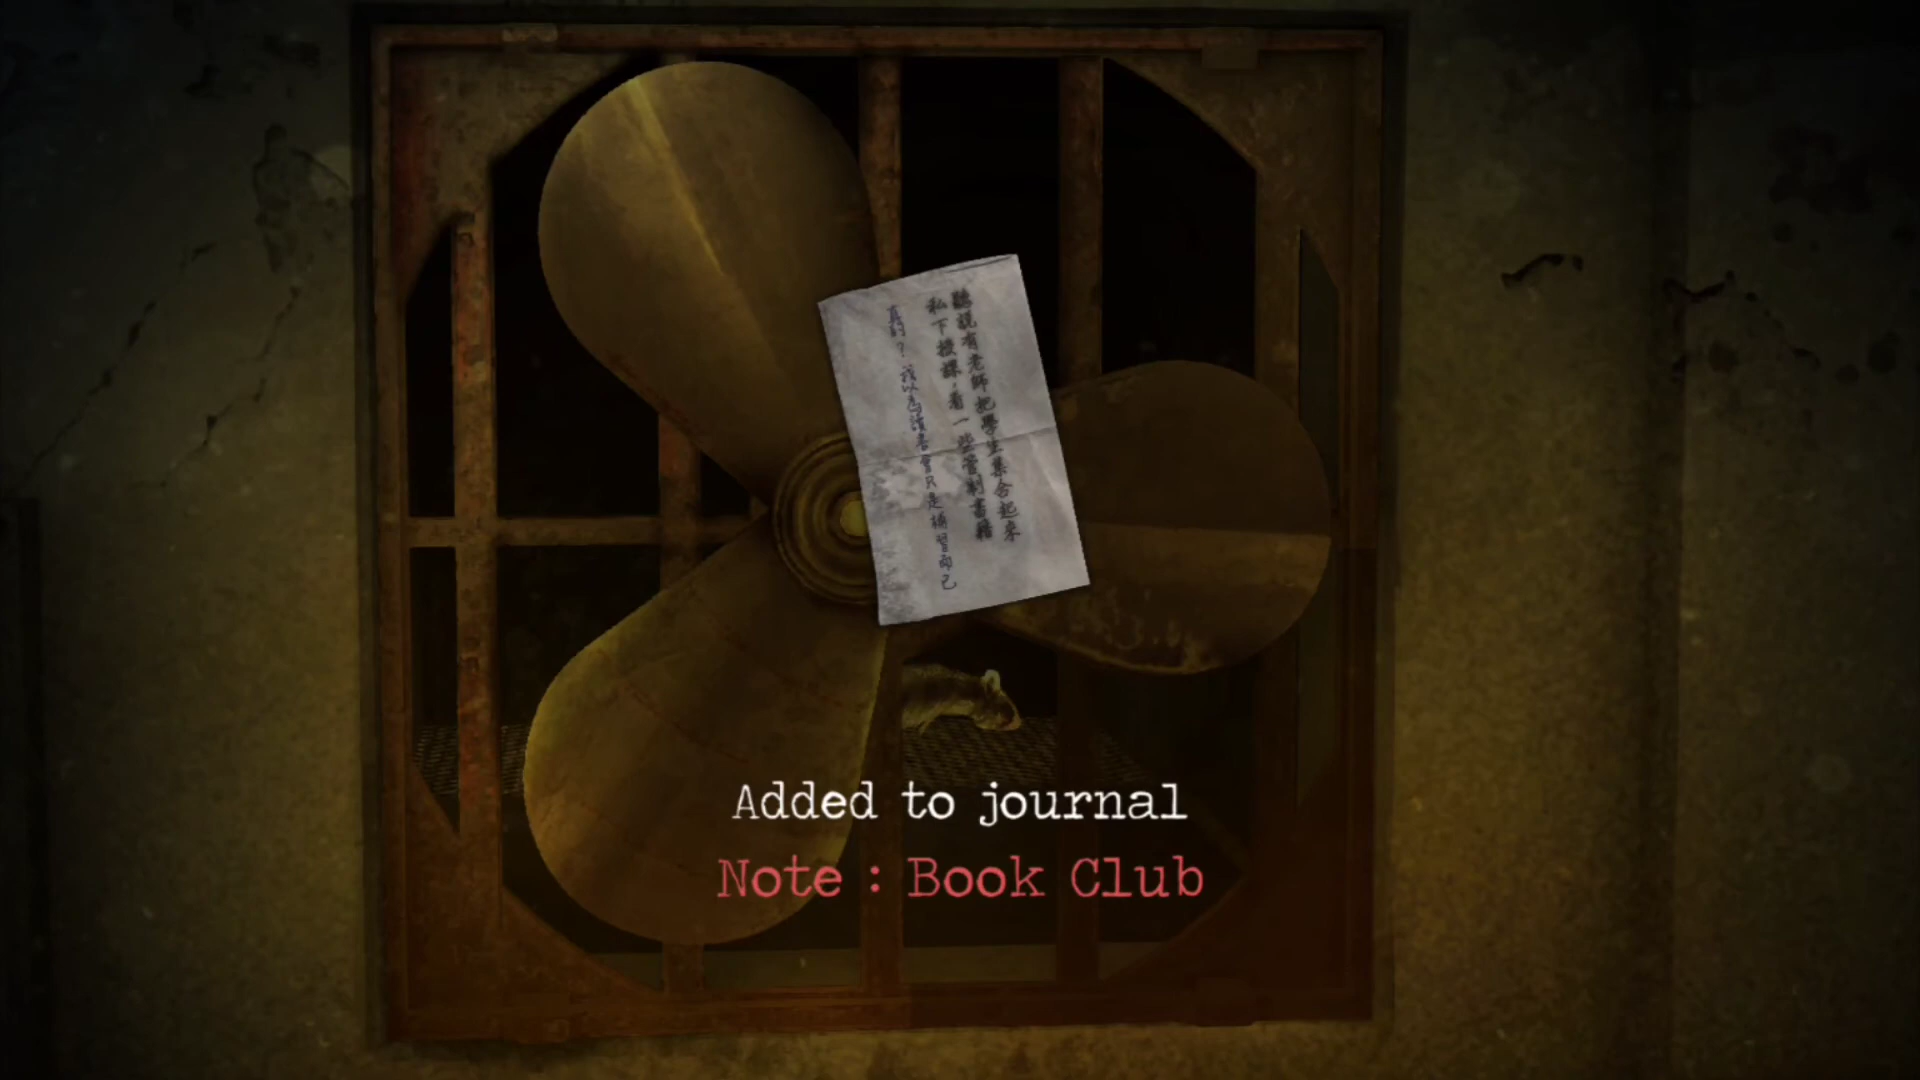 聽說有老師把學生集合起來
私下授課，看一些管制書籍
真的？我以為讀書會只是補習而已
Added to journal
Note : Book Club